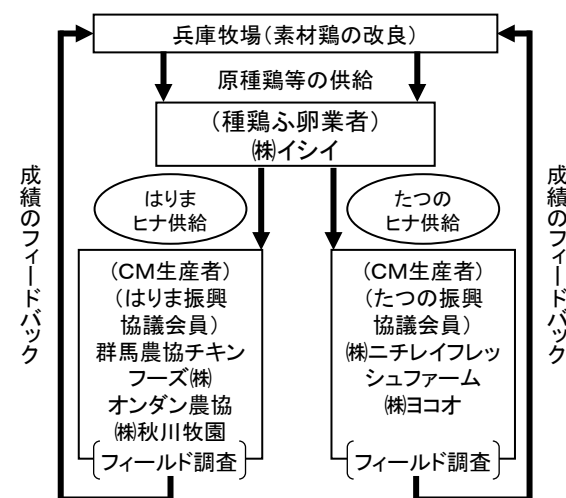 兵庫牧場(素材鶏の改良)
原種鶏等の供給
(種鶏ふ卵業者)
㈱イシイ
はりま
ヒナ供給
たつの
ヒナ供給
成績のフィードバック
(CM生産者)
(はりま振興
協議会員)
群馬農協チキン
フーズ㈱
オンダン農協
㈱秋川牧園
フィールド調査
(CM生産者)
(たつの振興
協議会員)
㈱ニチレイフレッ
シュファーム
㈱ヨコオ
フィールド調査
成績のフィードバック